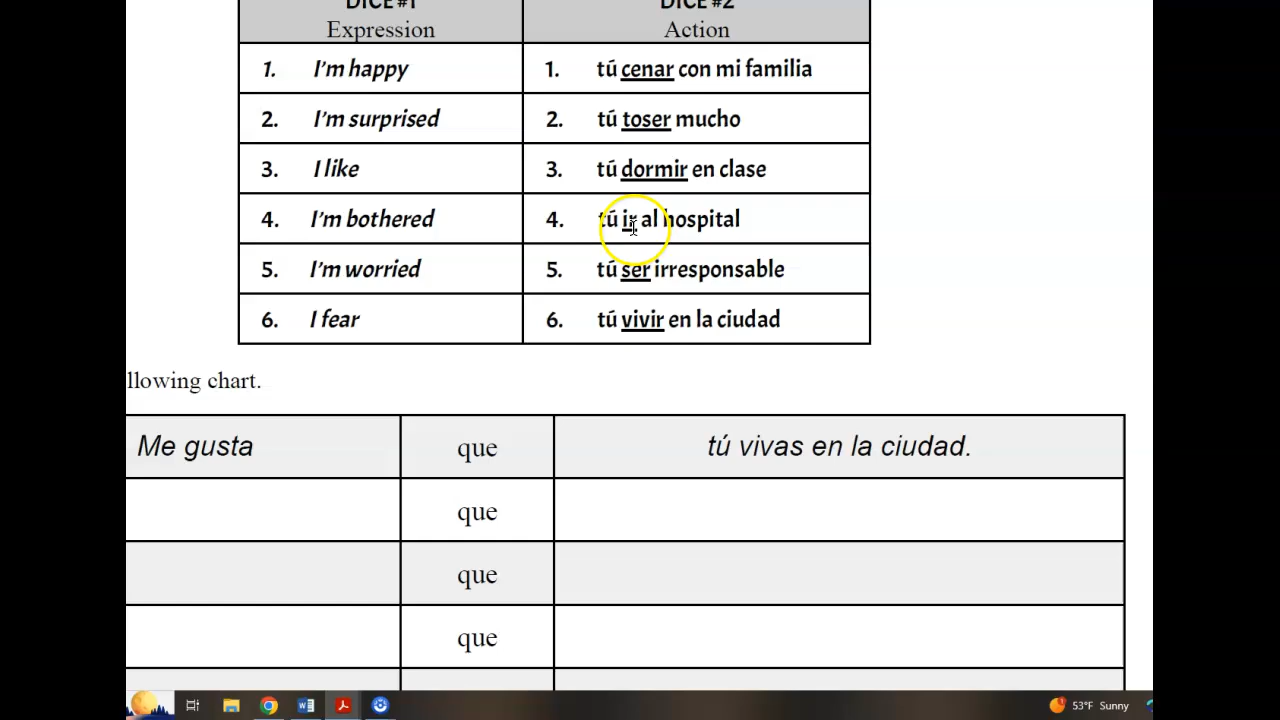 DICE #1 DICE #2
Expression Action
1. I'm happy 1. tú cenar con mi familia
2. I'm surprised 2. tú toser mucho
3. I like 3. tú dormir en clase
4. I'm bothered 4. tú ir al hospital
5. I'm worried 5. tú ser irresponsable
6. I fear 6. tú vivir en la ciudad
llowing chart.
Me gusta que tú vivas en la ciudad.
que
que
que
53°F Sunny